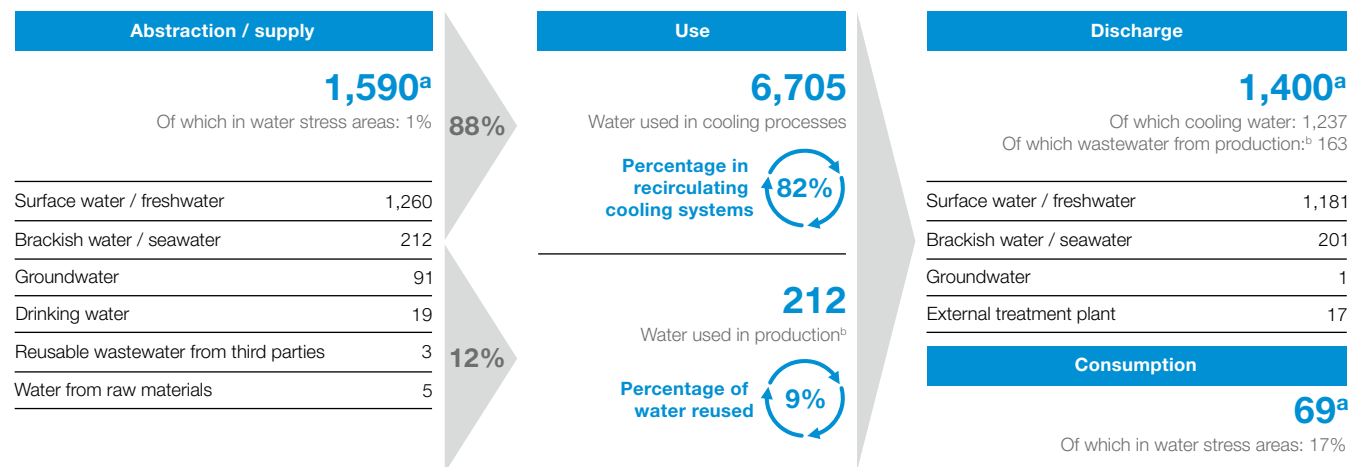 Abstraction / supply
1,590a
Of which in water stress areas: 1%
Surface water / freshwater 1,260
Brackish water / seawater 212
Groundwater 91
Drinking water 19
Reusable wastewater from third parties 3
Water from raw materials 5
88%
12%
Use
6,705
Water used in cooling processes
Percentage in
recirculating
cooling systems
82%
212
Water used in productionb
Percentage of
water reused
9%
Discharge
1,400a
Of which cooling water: 1,237
Of which wastewater from production:b 163
Surface water / freshwater 1,181
Brackish water / seawater 201
Groundwater 1
External treatment plant 17
Consumption
69a
Of which in water stress areas: 17%